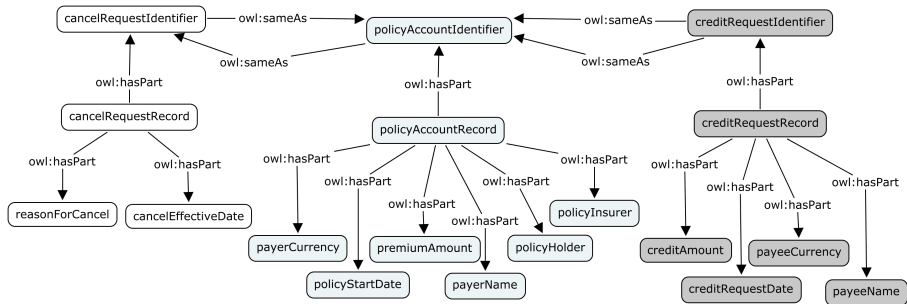 cancelRequestIdentifier
owl:sameAs
policyAccountIdentifier
owl:sameAs
creditRequestIdentifier
owl:sameAs
owl:sameAs
owl:hasPart
owl:hasPart
owl:hasPart
cancelRequestRecord
policyAccountRecord
creditRequestRecord
owl:hasPart
owl:hasPart
owl:hasPart
owl:hasPart
owl:hasPart
owl:hasPart
owl:hasPart
owl:hasPart
owl:hasPart
owl:hasPart
owl:hasPart
owl:hasPart
reasonForCancel
cancelEffectiveDate
policyInsurer
payerCurrency
premiumAmount
policyHolder
creditAmount
payeeCurrency
policyStartDate
payerName
creditRequestDate
payeeName